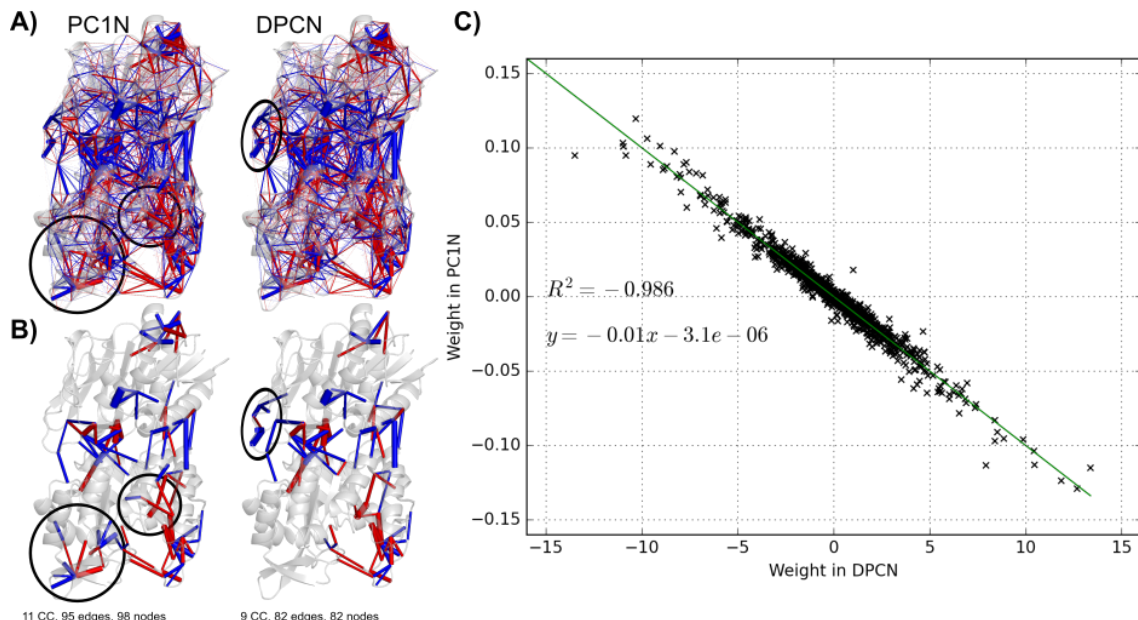 A)
PC1N
DPCN
B)
11 CC, 95 edges, 98 nodes
9 CC, 82 edges, 82 nodes
C)
Weight in PC1N
0.15
0.10
0.05
0.00
−0.05
−0.10
−0.15
R² = −0.986
y = −0.01x − 3.1e − 06
−15
−10
−5
0
5
10
15
Weight in DPCN